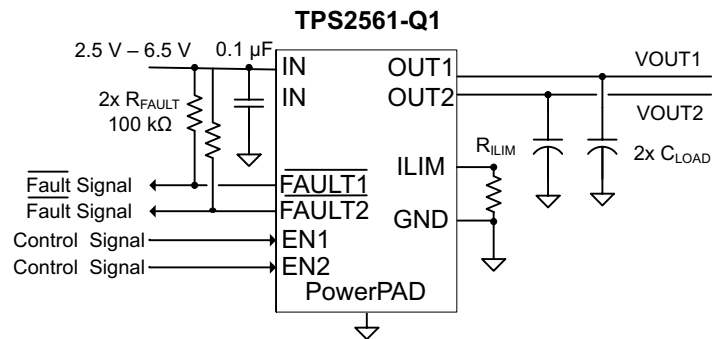 TPS2561-Q1
2.5 V – 6.5 V
0.1 µF
IN
OUT1
VOUT1
IN
OUT2
VOUT2
2x RFAULT
100 kΩ
RILIM
2x CLOAD
ILIM
Fault Signal
FAULT1
Fault Signal
FAULT2
GND
Control Signal
EN1
Control Signal
EN2
PowerPAD